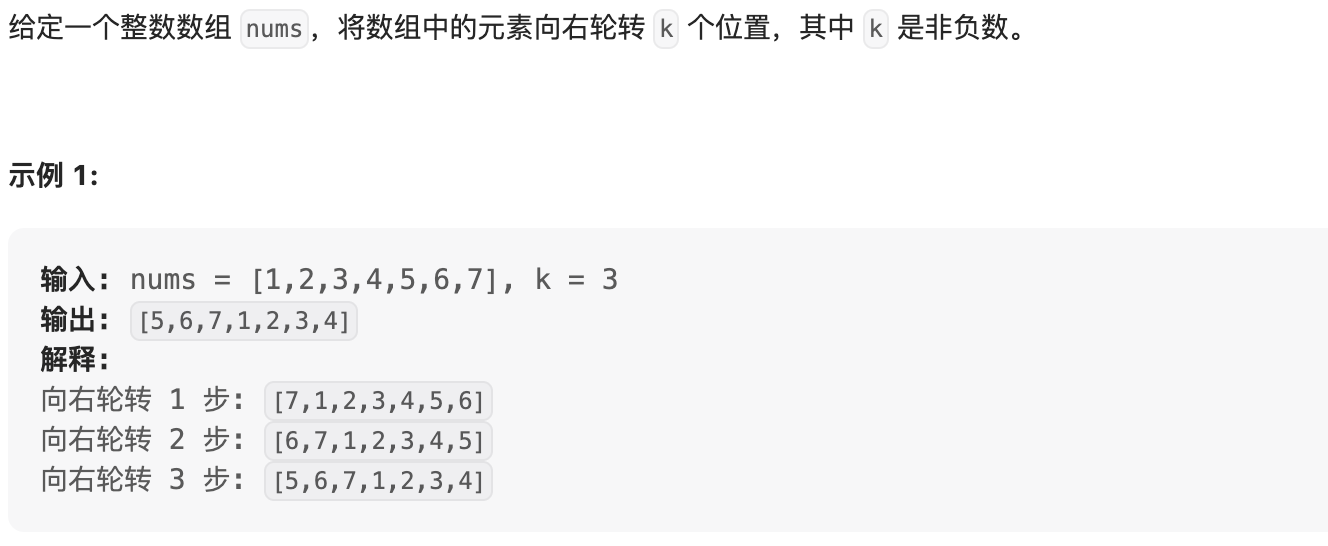 给定一个整数数组 nums，将数组中的元素向右轮转 k 个位置，其中 k 是非负数。
示例 1:
输入: nums = [1,2,3,4,5,6,7], k = 3
输出: [5,6,7,1,2,3,4]
解释:
向右轮转 1 步: [7,1,2,3,4,5,6]
向右轮转 2 步: [6,7,1,2,3,4,5]
向右轮转 3 步: [5,6,7,1,2,3,4]